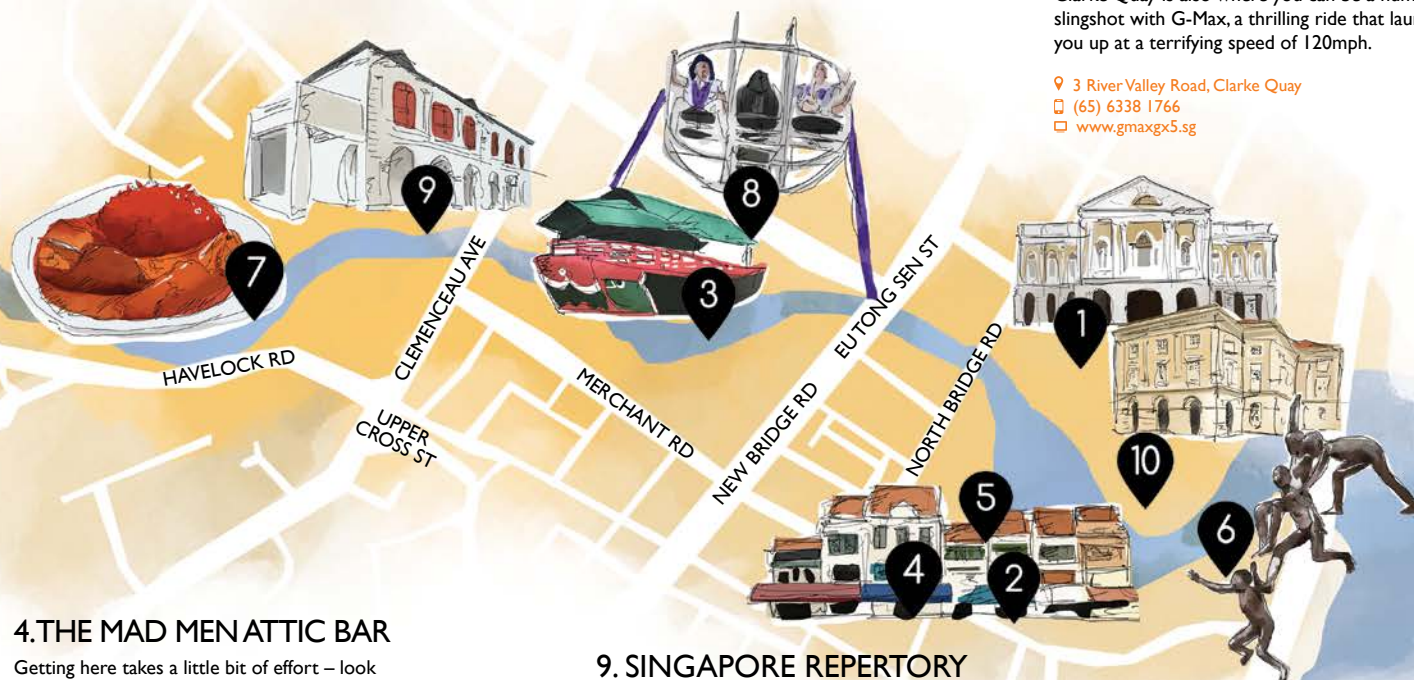 slingshot with G-Max, a thrilling ride that
you up at a terrifying speed of 120mph.
3 River Valley Road, Clarke Quay
(65) 6338 1766
www.gmaxgx5.sg
8
9
7
3
1
CLEMENCEAU AVE
EU TONG SEN ST
HAVELOCK RD
MERCHANT RD
NORTH BRIDGE RD
UPPER
CROSS ST
NEW BRIDGE RD
10
5
6
4
2
4. THE MAD MEN ATTIC BAR
Getting here takes a little bit of effort – look
9. SINGAPORE REPERTORY